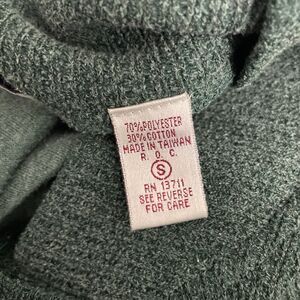 70%POLYESTER
30%COTTON
MADE IN TAIWAN
R. O. C.
S
RN 13711
SEE REVERSE
FOR CARE